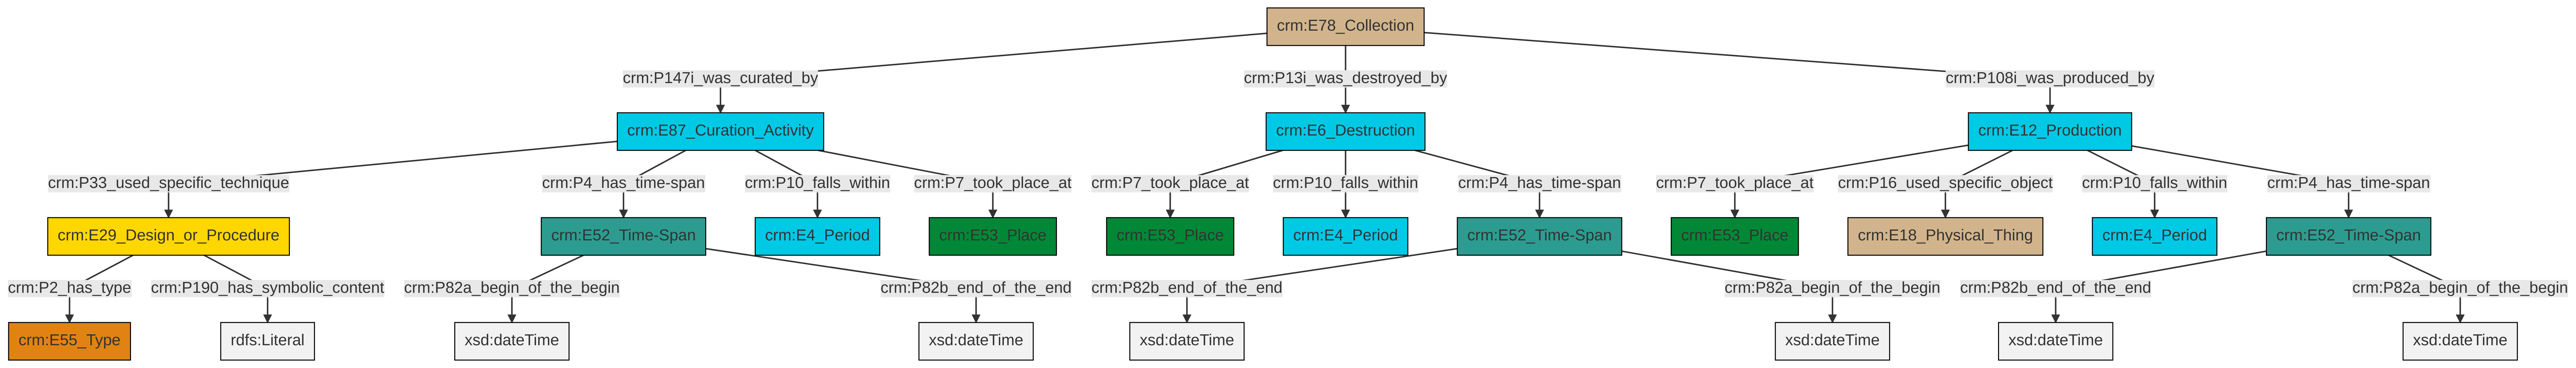 crm:E78_Collection
crm:P147i_was_curated_by
crm:P13i_was_destroyed_by
crm:P108i_was_produced_by
crm:E87_Curation_Activity
crm:E6_Destruction
crm:E12_Production
crm:P33_used_specific_technique
crm:P4_has_time-span
crm:P10_falls_within
crm:P7_took_place_at
crm:P7_took_place_at
crm:P10_falls_within
crm:P4_has_time-span
crm:P7_took_place_at
crm:P16_used_specific_object
crm:P10_falls_within
crm:P4_has_time-span
crm:E29_Design_or_Procedure
crm:E52_Time-Span
crm:E4_Period
crm:E53_Place
crm:E53_Place
crm:E4_Period
crm:E52_Time-Span
crm:E53_Place
crm:E18_Physical_Thing
crm:E4_Period
crm:E52_Time-Span
crm:P2_has_type
crm:P190_has_symbolic_content
crm:P82a_begin_of_the_begin
crm:P82b_end_of_the_end
crm:P82b_end_of_the_end
crm:P82a_begin_of_the_begin
crm:P82b_end_of_the_end
crm:P82a_begin_of_the_begin
crm:E55_Type
rdfs:Literal
xsd:dateTime
xsd:dateTime
xsd:dateTime
xsd:dateTime
xsd:dateTime
xsd:dateTime